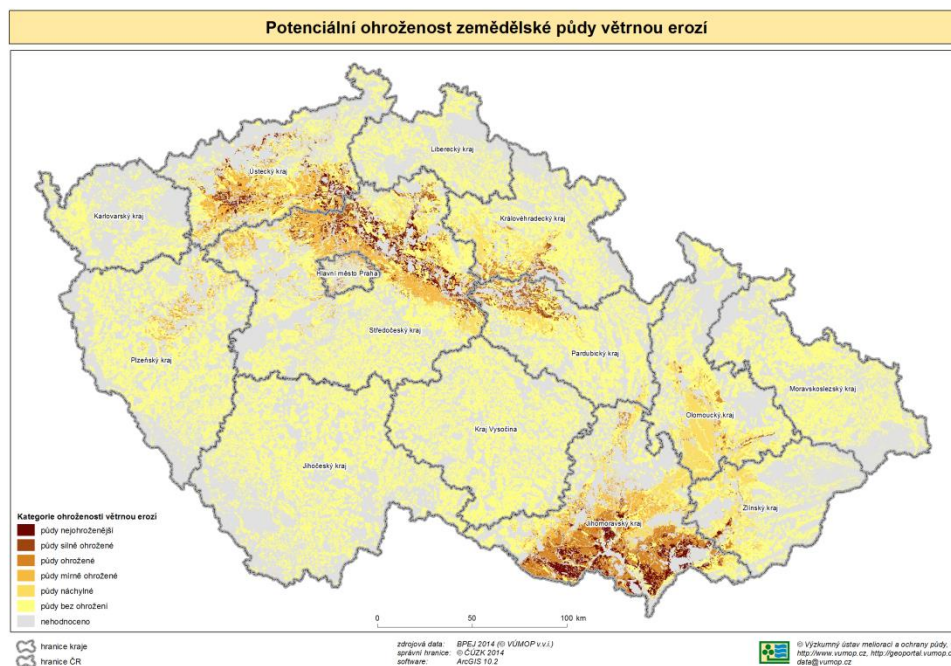 Potenciální ohroženost zemědělské půdy větrnou erozí
Liberecký kraj
Ústecký kraj
Karlovarský kraj
Královéhradecký kraj
Hlavní město Praha
Středočeský kraj
Plzeňský kraj
Pardubický kraj
Moravskoslezský kraj
Olomoucký kraj
Kraj Vysočina
Jihočeský kraj
Zlínský kraj
Jihomoravský kraj
Kategorie ohroženosti větrnou erozí
půdy nejohroženější
půdy silně ohrožené
půdy ohrožené
půdy mírně ohrožené
půdy náchylné
půdy bez ohrožení
nehodnoceno
0 50 100 km
hranice kraje
hranice ČR
zdrojová data: BPEJ 2014 (© VÚMOP v.v.i.)
správní hranice: © ČÚZK 2014
software: ArcGIS 10.2
© Výzkumný ústav meliorací a ochrany půdy,
http://www.vumop.cz, http://geoportal.vumop.c
data@vumop.cz